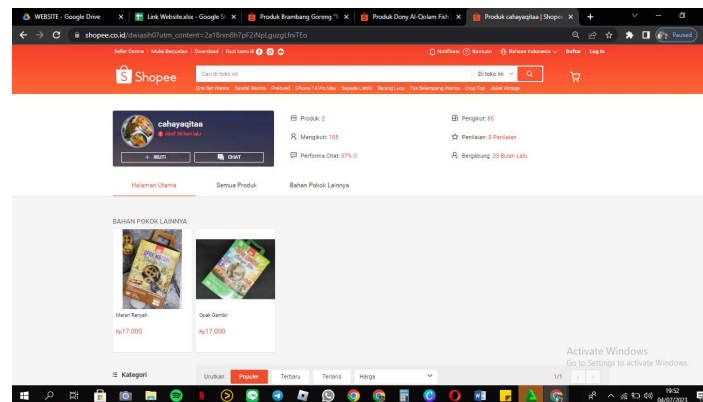 WEBSITE - Google Drive
Link Website.xlsx - Google S
Produk Brambang Goreng "
Produk Dony Al-Qolam Fish
Produk cahayaqitaa | Shopee
shopee.co.id/dwiasih0?utm_content=
Paused
Seller Centre | Mulai Berjualan | Download | Ikuti kami di
Notifikasi Bantuan Bahasa Indonesia Daftar | Log In
Shopee
Cari di toko ini
Di toko ini
One Set Wanita Sandal Wanita Preloved iPhone 14 Pro Max Sepeda Listrik Barang Lucu Tas Selempang Wanita Crop Top Jaket Vintage
cahayaqitaa
Aktif 36 hari lalu
+ IKUTI
CHAT
Produk: 2
Pengikut: 85
Mengikuti: 105
Penilaian: 0 Penilaian
Performa Chat: 57%
Bergabung: 33 Bulan Lalu
Halaman Utama
Semua Produk
Bahan Pokok Lainnya
BAHAN POKOK LAINNYA
Matari Renyah
Opak Gambir
Rp17.000
Rp17.000
Activate Windows
Go to Settings to activate Windows.
Kategori
Urutkan
Populer
Terbaru
Terlaris
Harga
1/1
19:52
04/07/2023